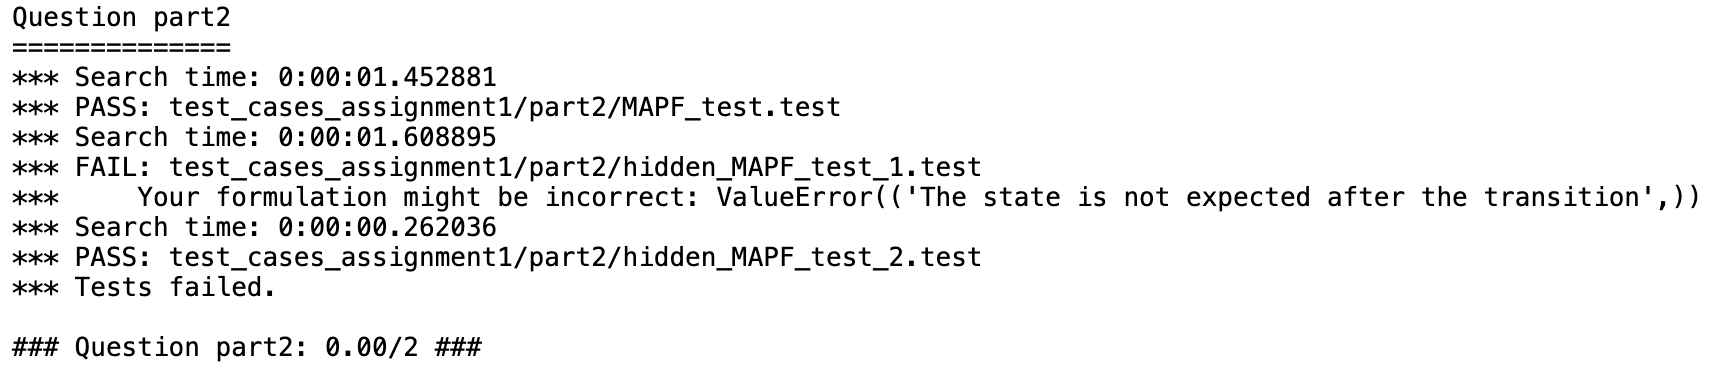 Question part2
==============
*** Search time: 0:00:01.452881
*** PASS: test_cases_assignment1/part2/MAPF_test.test
*** Search time: 0:00:01.608895
*** FAIL: test_cases_assignment1/part2/hidden_MAPF_test_1.test
***     Your formulation might be incorrect: ValueError(('The state is not expected after the transition',))
*** Search time: 0:00:00.262036
*** PASS: test_cases_assignment1/part2/hidden_MAPF_test_2.test
*** Tests failed.

### Question part2: 0.00/2 ###